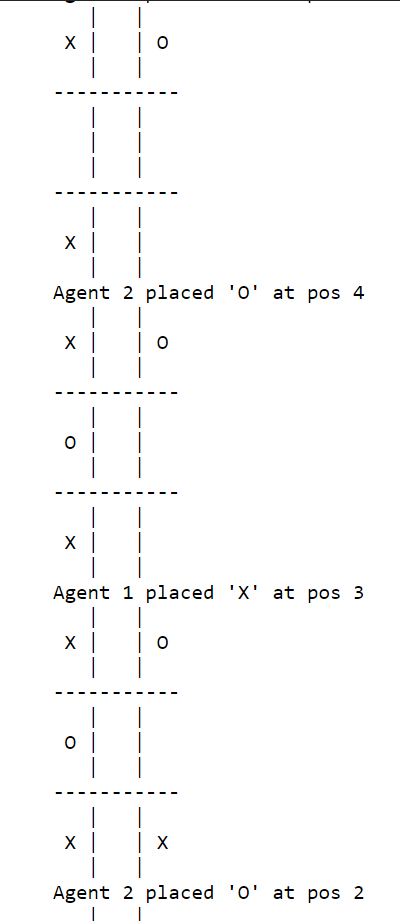 |     |
X |     | O
   |     |
-----------
   |     |
   |     |
   |     |
-----------
   |     |
X |     |
   |     |
Agent 2 placed 'O' at pos 4
   |     |
X |     | O
   |     |
-----------
   |     |
O |     |
   |     |
-----------
   |     |
X |     |
   |     |
Agent 1 placed 'X' at pos 3
   |     |
X |     | O
   |     |
-----------
   |     |
O |     |
   |     |
-----------
   |     |
X |     | X
   |     |
Agent 2 placed 'O' at pos 2
   |     |